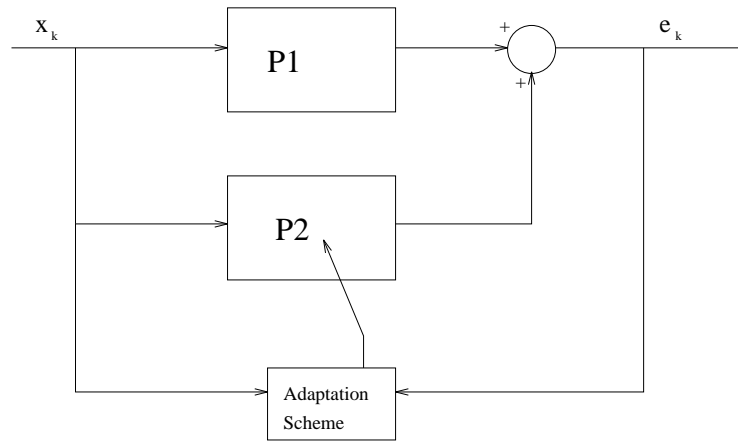 x k
e k
P1
+
+
P2
Adaptation
Scheme